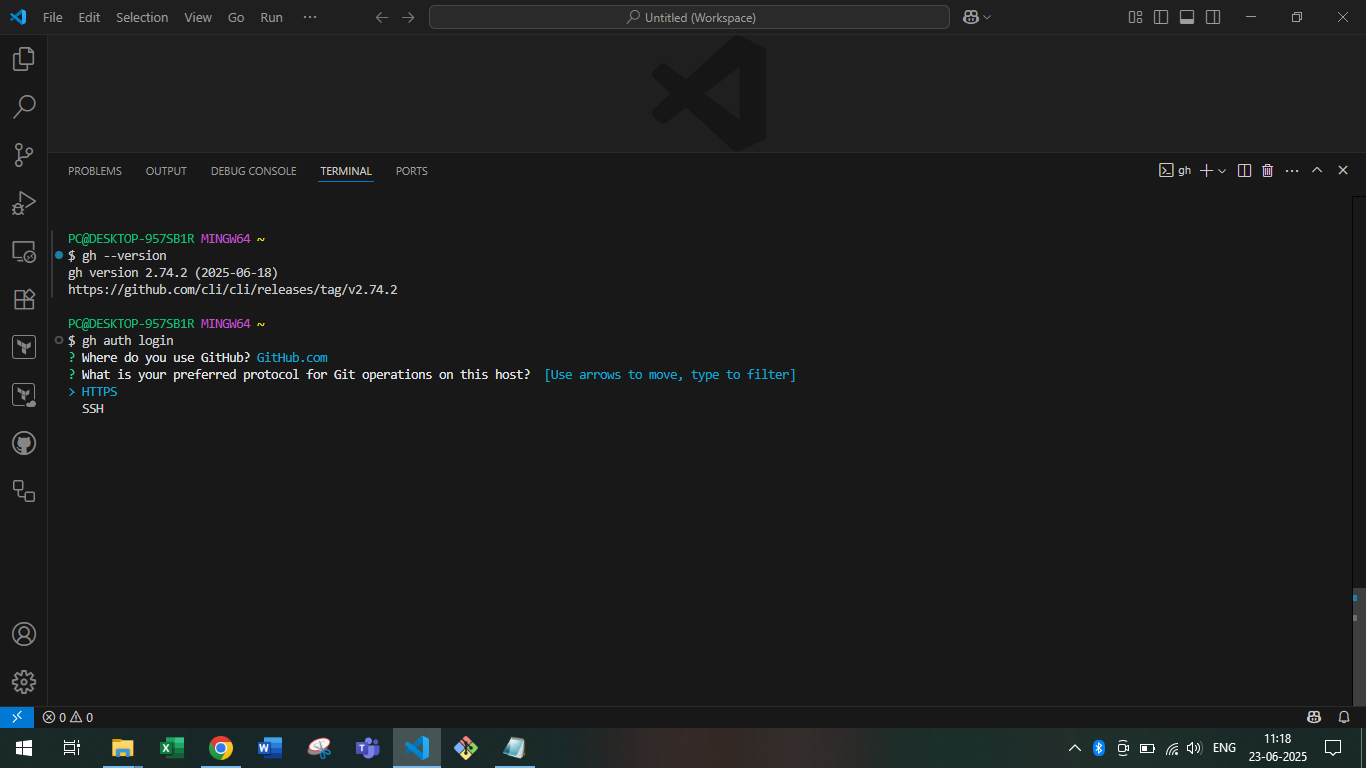 File Edit Selection View Go Run ···
Untitled (Workspace)
PROBLEMS OUTPUT DEBUG CONSOLE TERMINAL PORTS
gh
PC@DESKTOP-957SB1R MINGW64 ~
$ gh --version
gh version 2.74.2 (2025-06-18)
https://github.com/cli/cli/releases/tag/v2.74.2
PC@DESKTOP-957SB1R MINGW64 ~
$ gh auth login
? Where do you use GitHub? GitHub.com
? What is your preferred protocol for Git operations on this host? [Use arrows to move, type to filter]
> HTTPS
SSH
0 0
ENG
11:18
23-06-2025